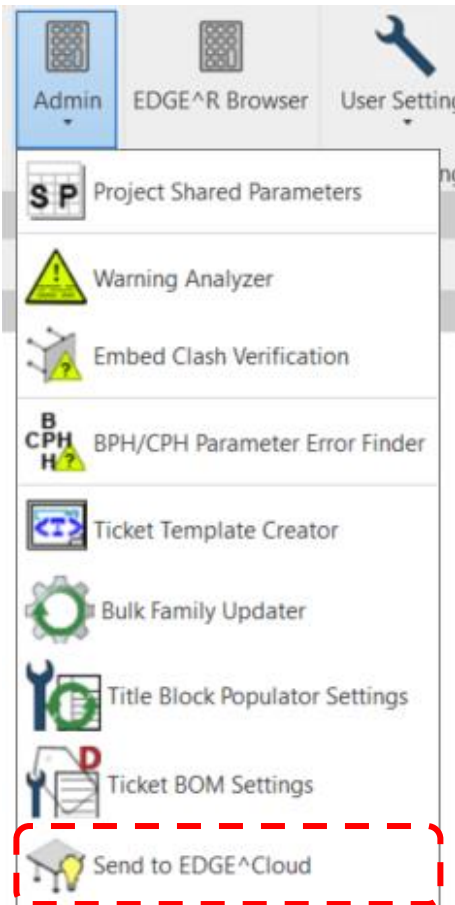 Admin
EDGE^R Browser
User Setting
S P Project Shared Parameters
Warning Analyzer
Embed Clash Verification
B
CPH BPH/CPH Parameter Error Finder
H ?
<T> Ticket Template Creator
Bulk Family Updater
Title Block Populator Settings
D
Ticket BOM Settings
Send to EDGE^Cloud